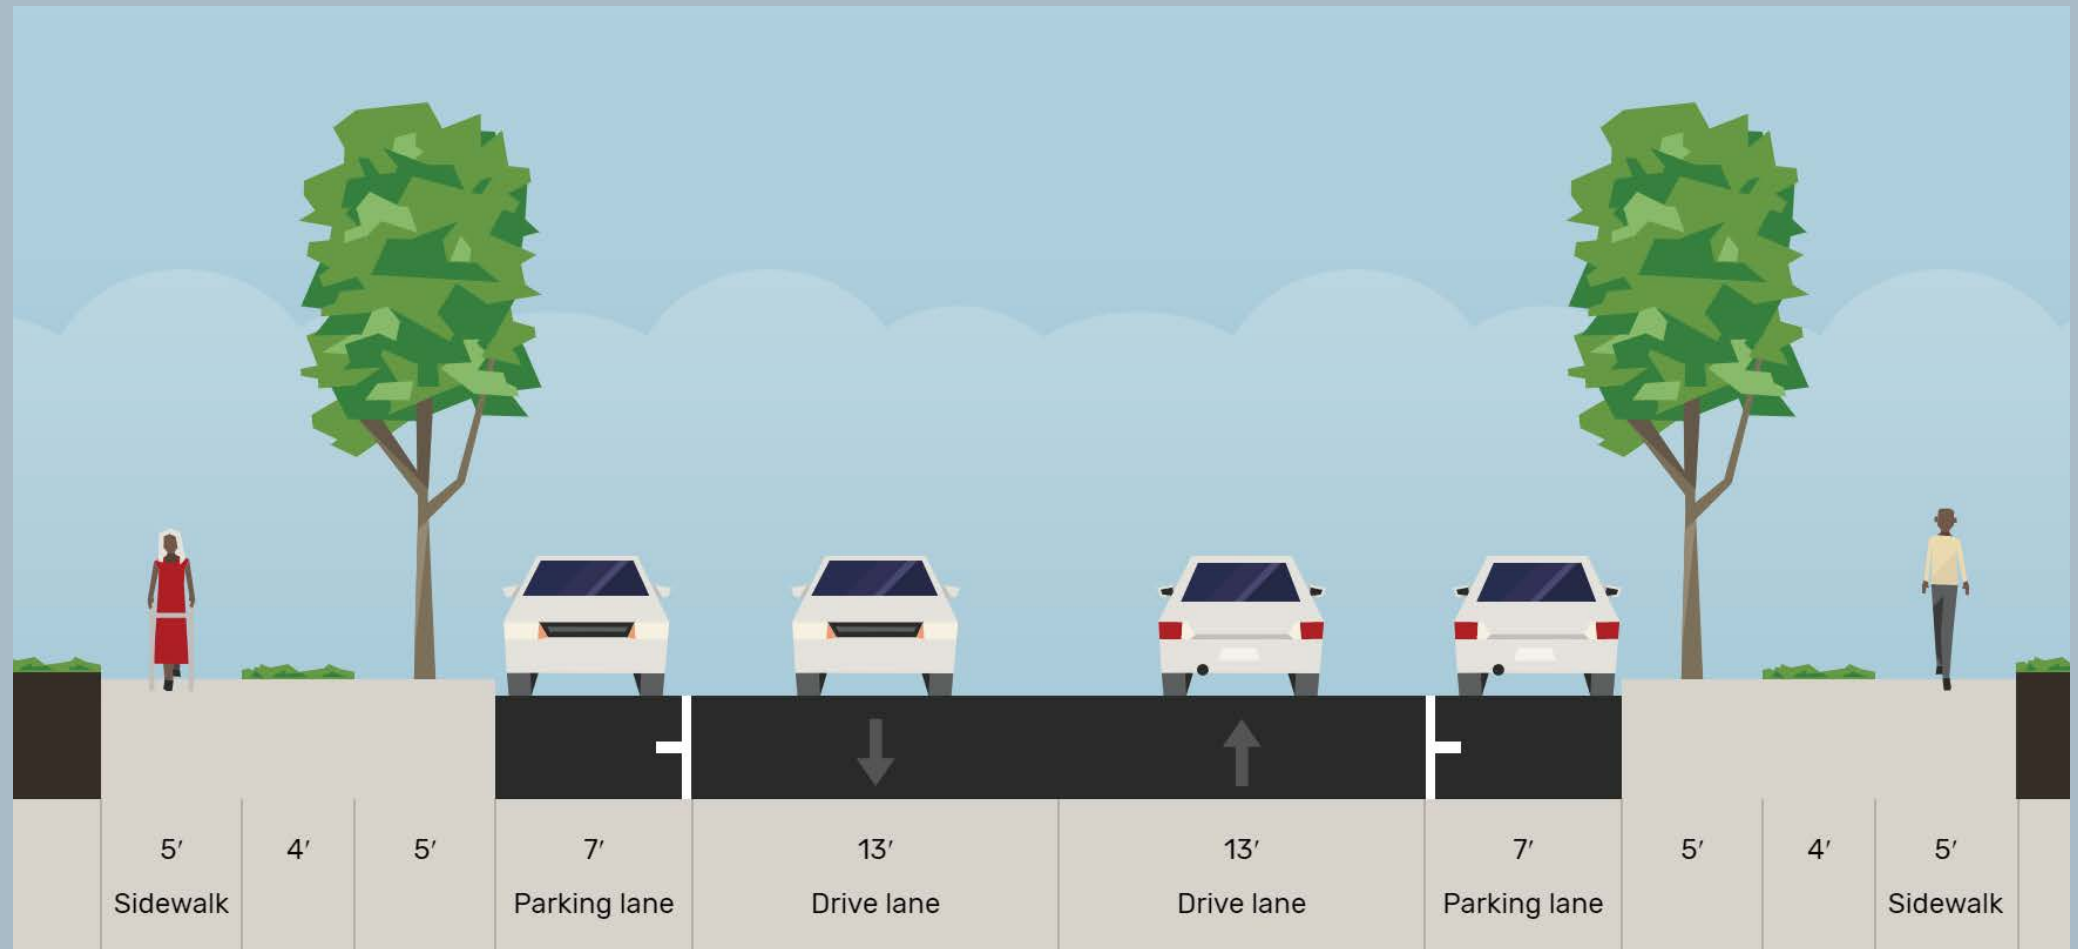 5′ 4′ 5′ 7′ 13′ 13′ 7′ 5′ 4′ 5′
Sidewalk Parking lane Drive lane Drive lane Parking lane Sidewalk